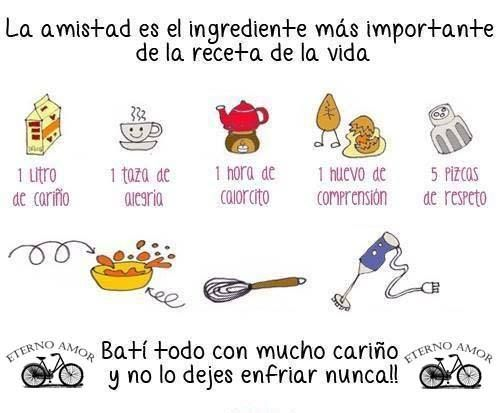 La amistad es el ingrediente más importante
de la receta de la vida
1 Litro
de cariño
1 taza de
alegria
1 hora de
calorcito
1 huevo de
comprensión
5 pizcas
de respeto
ETERNO AMOR
Batí todo con mucho cariño
y no lo dejes enfriar nunca!!
ETERNO AMOR